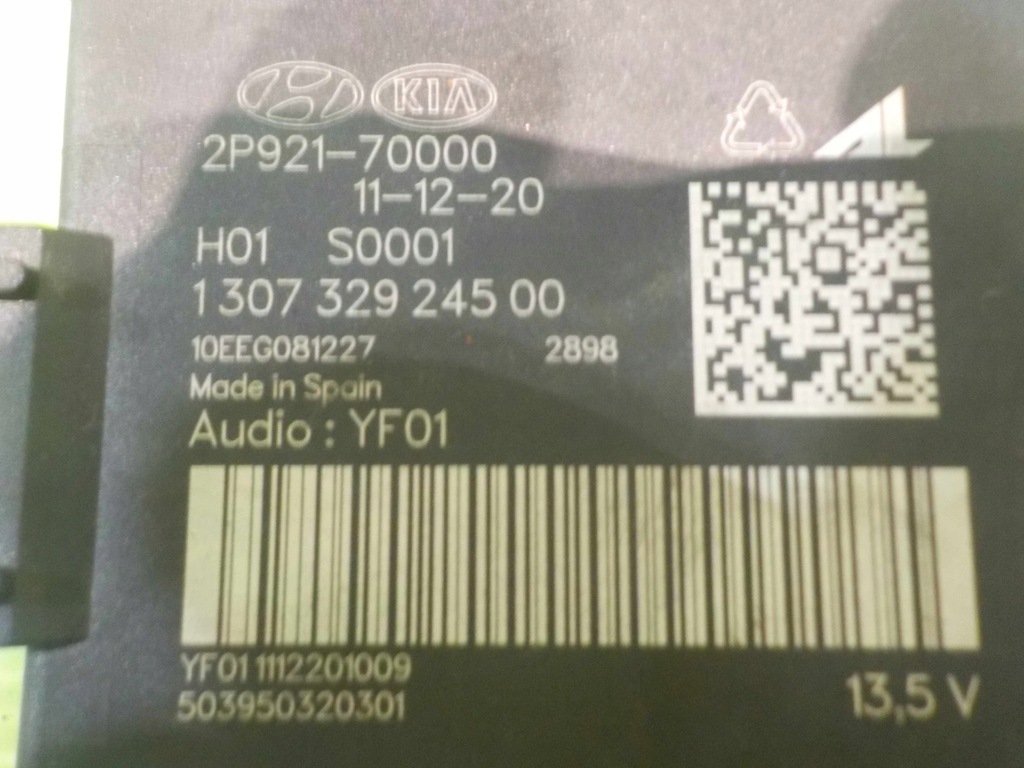 KIA
2P921-70000
11-12-20
H01 S0001
1 307 329 245 00
10EEG081227 2898
Made in Spain
Audio : YF01
YF01 1112201009
503950320301
13,5 V